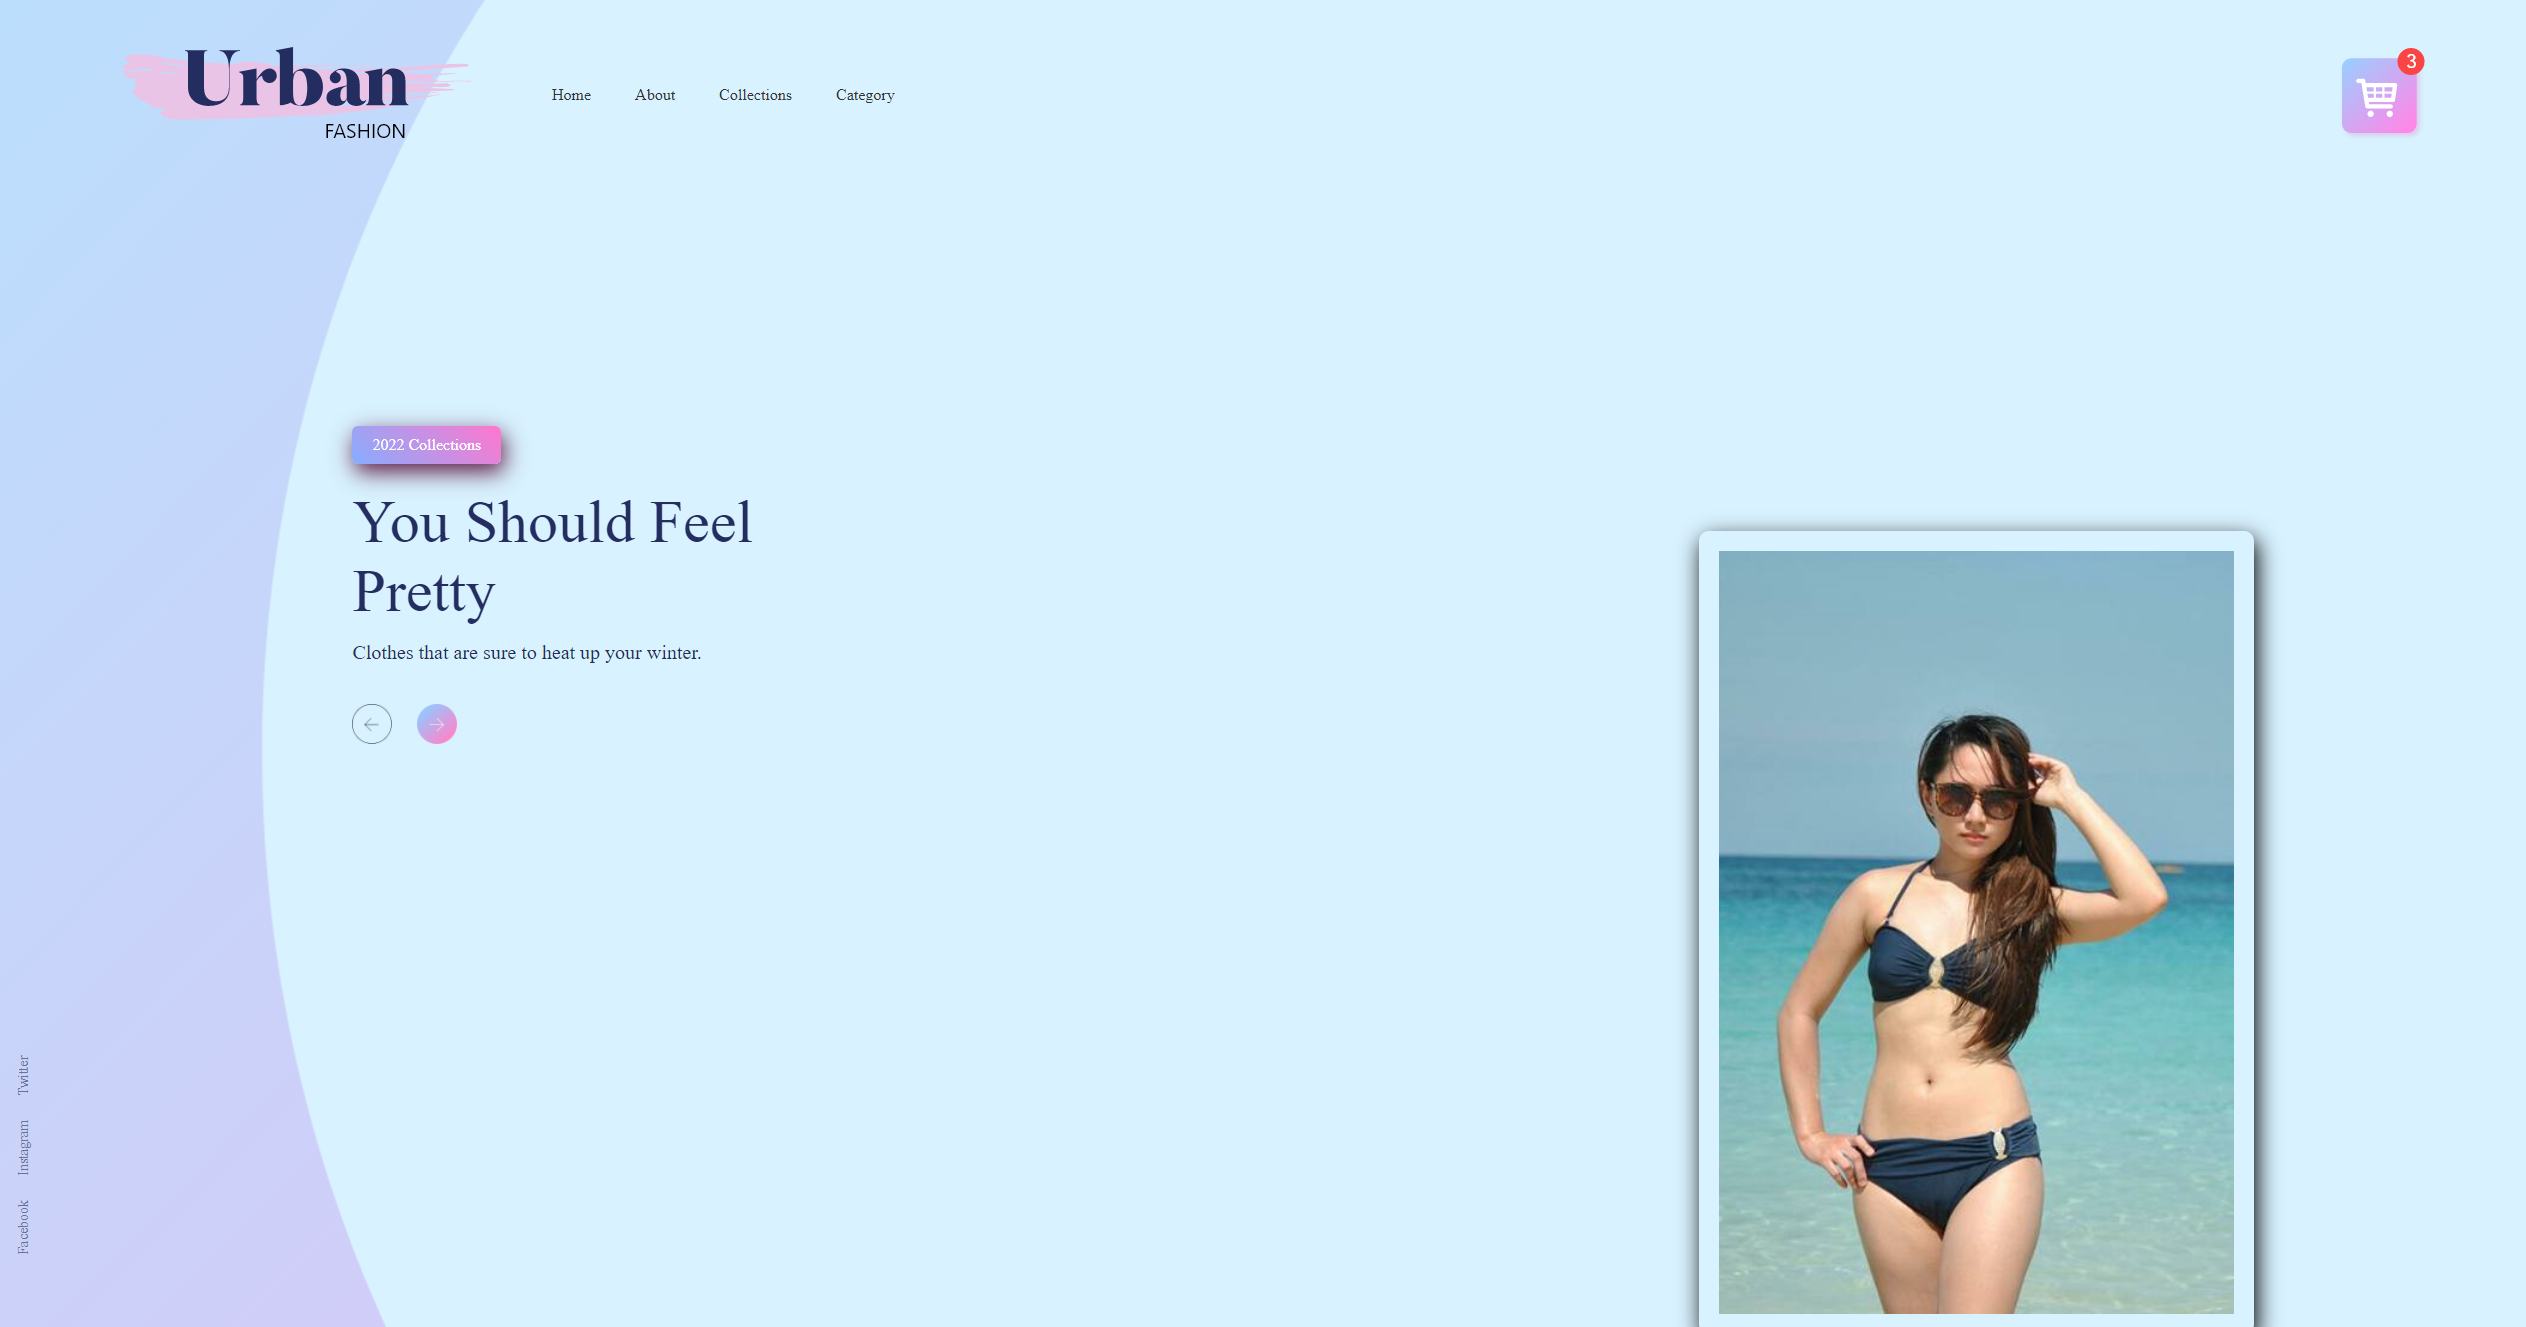 Urban
FASHION
Home
About
Collections
Category
3
2022 Collections
You Should Feel
Pretty
Clothes that are sure to heat up your winter.
Twitter
Instagram
Facebook